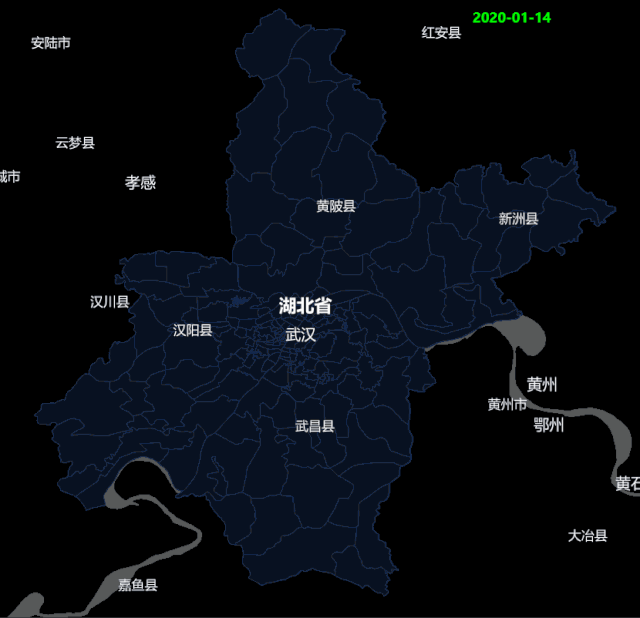 2020-01-14
红安县
安陆市
云梦县
城市
孝感
黄陂县
新洲县
汉川县
湖北省
汉阳县
武汉
黄州
黄州市
鄂州
武昌县
黄石
大冶县
嘉鱼县